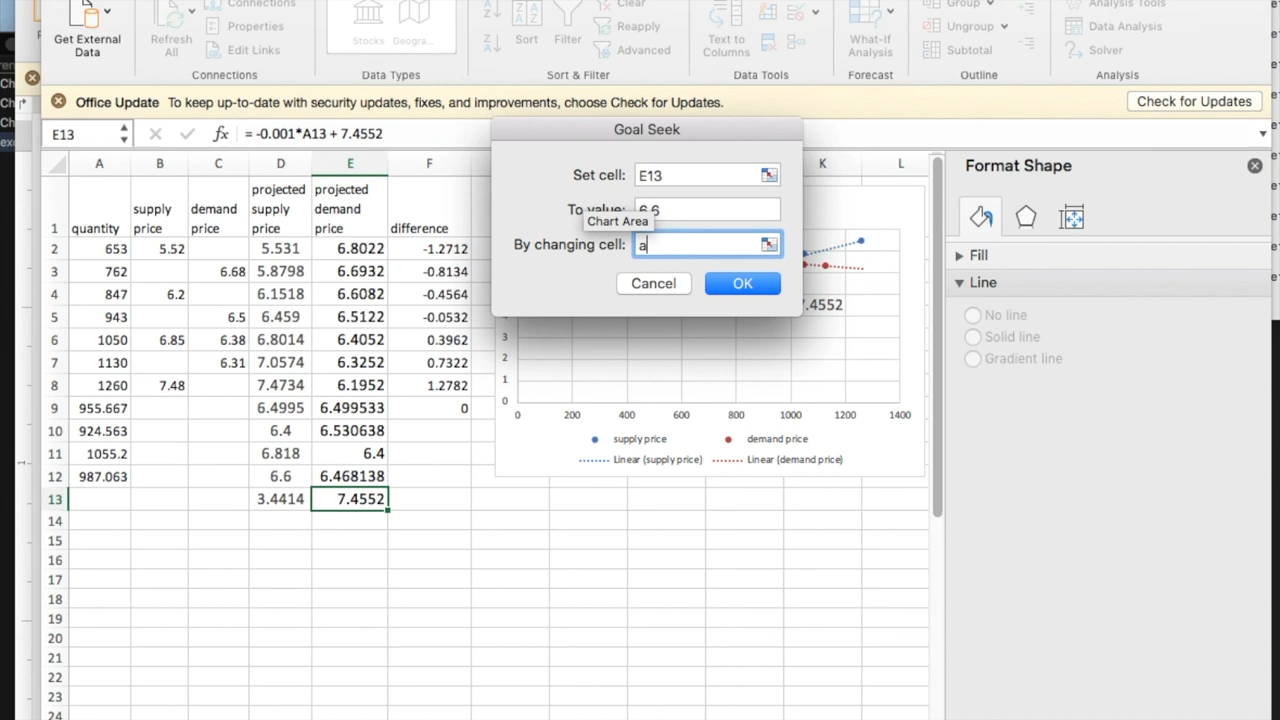 Connections
Clear
Group
Analysis Tools
Properties
Reapply
Data Analysis
Get External Data
Refresh All
Edit Links
Stocks
Geogra...
Sort
Filter
Advanced
Text to Columns
What-If Analysis
Ungroup
Subtotal
Solver
Connections
Data Types
Sort & Filter
Data Tools
Forecast
Outline
Analysis
Office Update To keep up-to-date with security updates, fixes, and improvements, choose Check for Updates.
Check for Updates
E13
fx
= -0.001*A13 + 7.4552
Goal Seek
Set cell: E13
To value: 6.6
Chart Area
By changing cell: a
Cancel
OK
A B C D E F K L
1 quantity supply price demand price projected supply price projected demand price difference
2 653 5.52 5.531 6.8022 -1.2712
3 762 6.68 5.8798 6.6932 -0.8134
4 847 6.2 6.1518 6.6082 -0.4564
5 943 6.5 6.459 6.5122 -0.0532
6 1050 6.85 6.38 6.8014 6.4052 0.3962
7 1130 6.31 7.0574 6.3252 0.7322
8 1260 7.48 7.4734 6.1952 1.2782
9 955.667 6.4995 6.499533 0
10 924.563 6.4 6.530638
11 1055.2 6.818 6.4
12 987.063 6.6 6.468138
13 3.4414 7.4552
14
15
16
17
18
19
20
21
22
23
24
7.4552
3
2
1
0
0 200 400 600 800 1000 1200 1400
supply price
demand price
Linear (supply price)
Linear (demand price)
Format Shape
Fill
Line
No line
Solid line
Gradient line